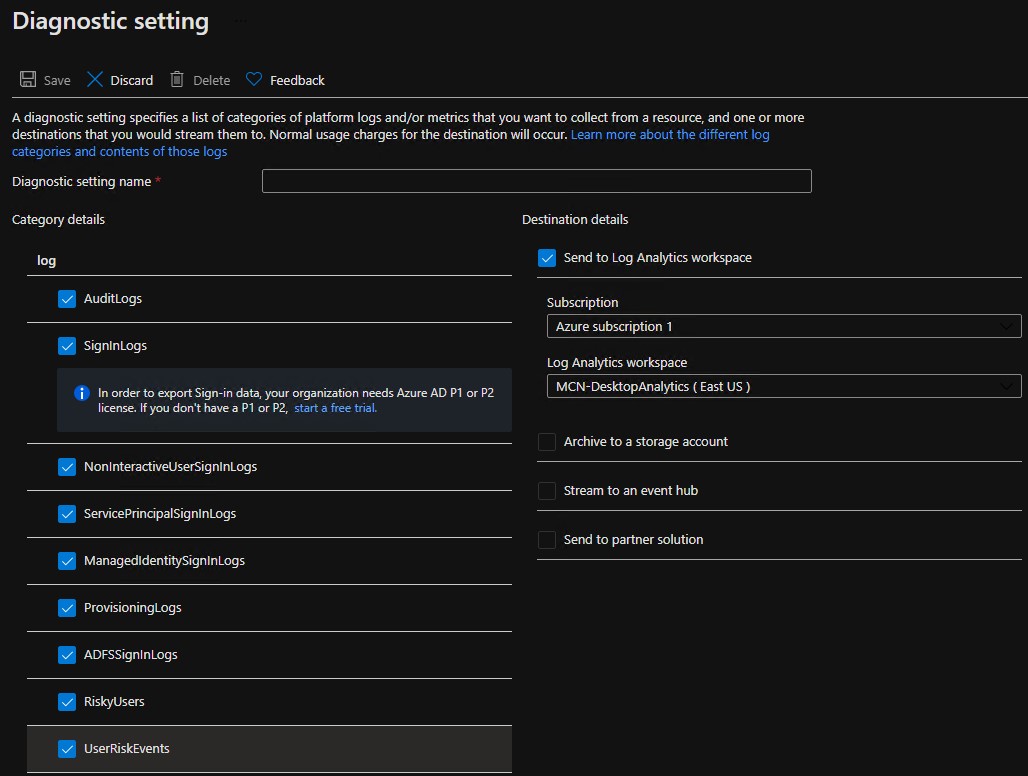 Diagnostic setting
Save Discard Delete Feedback
A diagnostic setting specifies a list of categories of platform logs and/or metrics that you want to collect from a resource, and one or more
destinations that you would stream them to. Normal usage charges for the destination will occur. Learn more about the different log
categories and contents of those logs
Diagnostic setting name *
Category details
log
AuditLogs
SignInLogs
In order to export Sign-in data, your organization needs Azure AD P1 or P2
license. If you don't have a P1 or P2, start a free trial.
NonInteractiveUserSignInLogs
ServicePrincipalSignInLogs
ManagedIdentitySignInLogs
ProvisioningLogs
ADFSSignInLogs
RiskyUsers
UserRiskEvents
Destination details
Send to Log Analytics workspace
Subscription
Azure subscription 1
Log Analytics workspace
MCN-DesktopAnalytics ( East US )
Archive to a storage account
Stream to an event hub
Send to partner solution